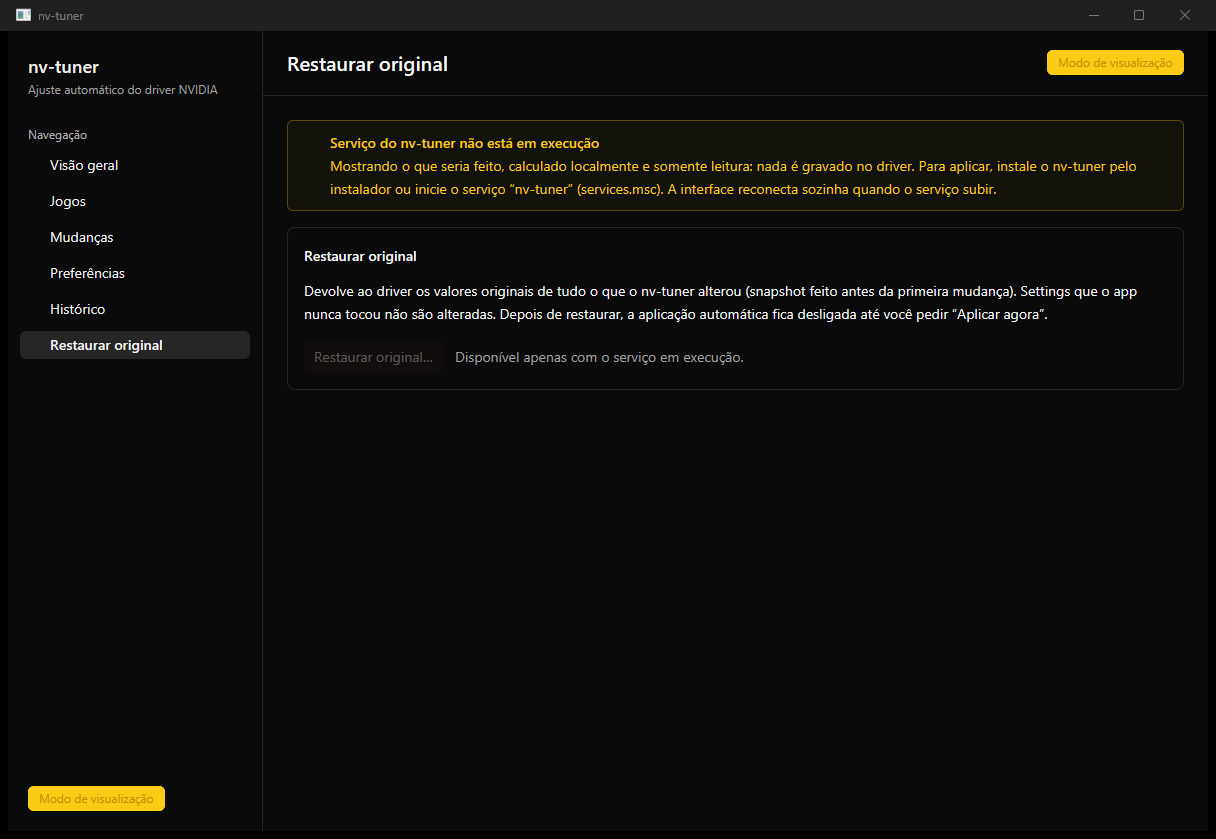 nv-tuner
nv-tuner
Ajuste automático do driver NVIDIA
Navegação
Visão geral
Jogos
Mudanças
Preferências
Histórico
Restaurar original
Modo de visualização
Restaurar original
Modo de visualização
Serviço do nv-tuner não está em execução
Mostrando o que seria feito, calculado localmente e somente leitura: nada é gravado no driver. Para aplicar, instale o nv-tuner pelo
instalador ou inicie o serviço “nv-tuner” (services.msc). A interface reconecta sozinha quando o serviço subir.
Restaurar original
Devolve ao driver os valores originais de tudo o que o nv-tuner alterou (snapshot feito antes da primeira mudança). Settings que o app
nunca tocou não são alteradas. Depois de restaurar, a aplicação automática fica desligada até você pedir “Aplicar agora”.
Restaurar original...
Disponível apenas com o serviço em execução.